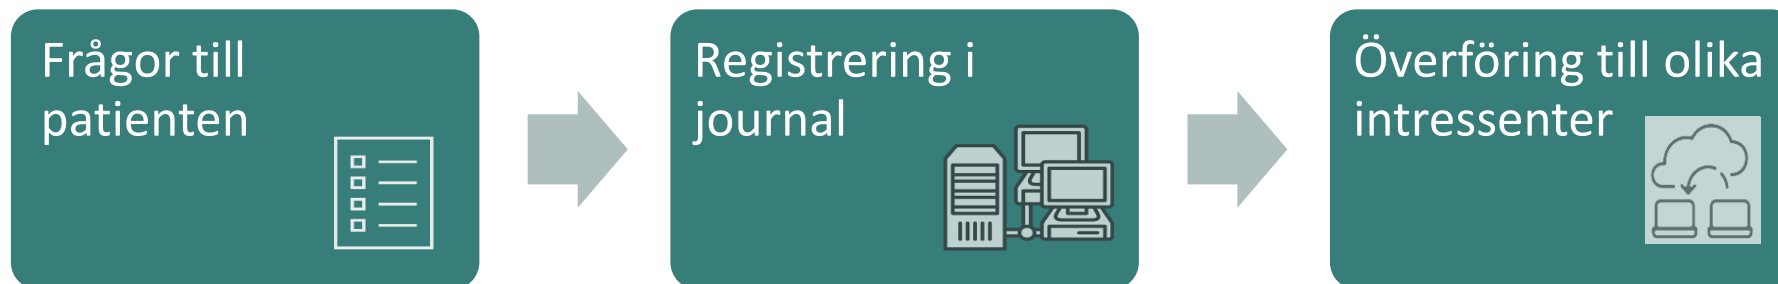 Frågor till
patienten
Registrering i
journal
Överföring till olika
intressenter